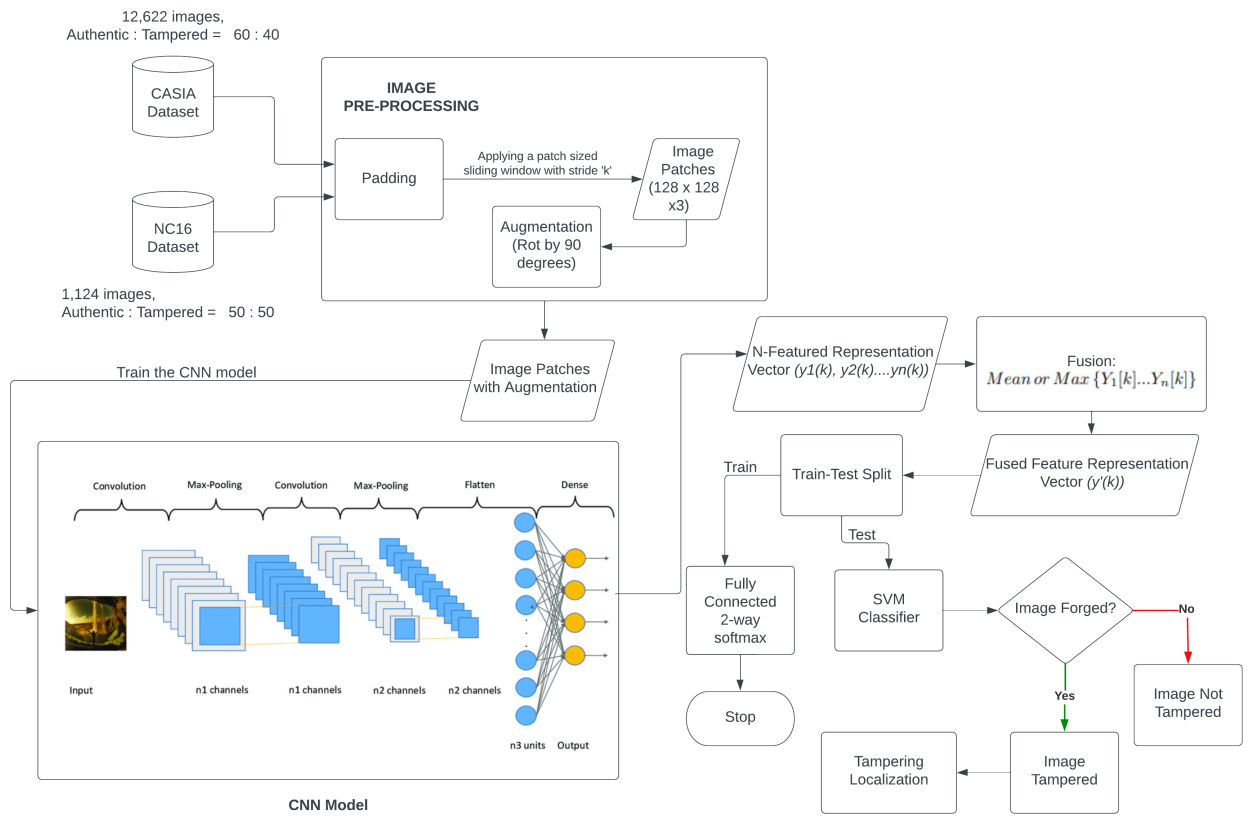 12,622 images,
Authentic : Tampered = 60 : 40
CASIA
Dataset
NC16
Dataset
1,124 images,
Authentic : Tampered = 50 : 50
IMAGE
PRE-PROCESSING
Padding
Applying a patch sized
sliding window with stride 'k'
Image
Patches
(128 x 128
x3)
Augmentation
(Rot by 90
degrees)
Image Patches
with Augmentation
Train the CNN model
Convolution
Max-Pooling
Convolution
Max-Pooling
Flatten
Dense
Input
n1 channels
n1 channels
n2 channels
n2 channels
n3 units
Output
CNN Model
N-Featured Representation
Vector (y1(k), y2(k)....yn(k))
Fusion:
Mean or Max {Y₁[k]...Yₙ[k]}
Fused Feature Representation
Vector (y'(k))
Train-Test Split
Train
Test
Fully
Connected
2-way
softmax
Stop
SVM
Classifier
Image Forged?
No
Yes
Image Not
Tampered
Image
Tampered
Tampering
Localization